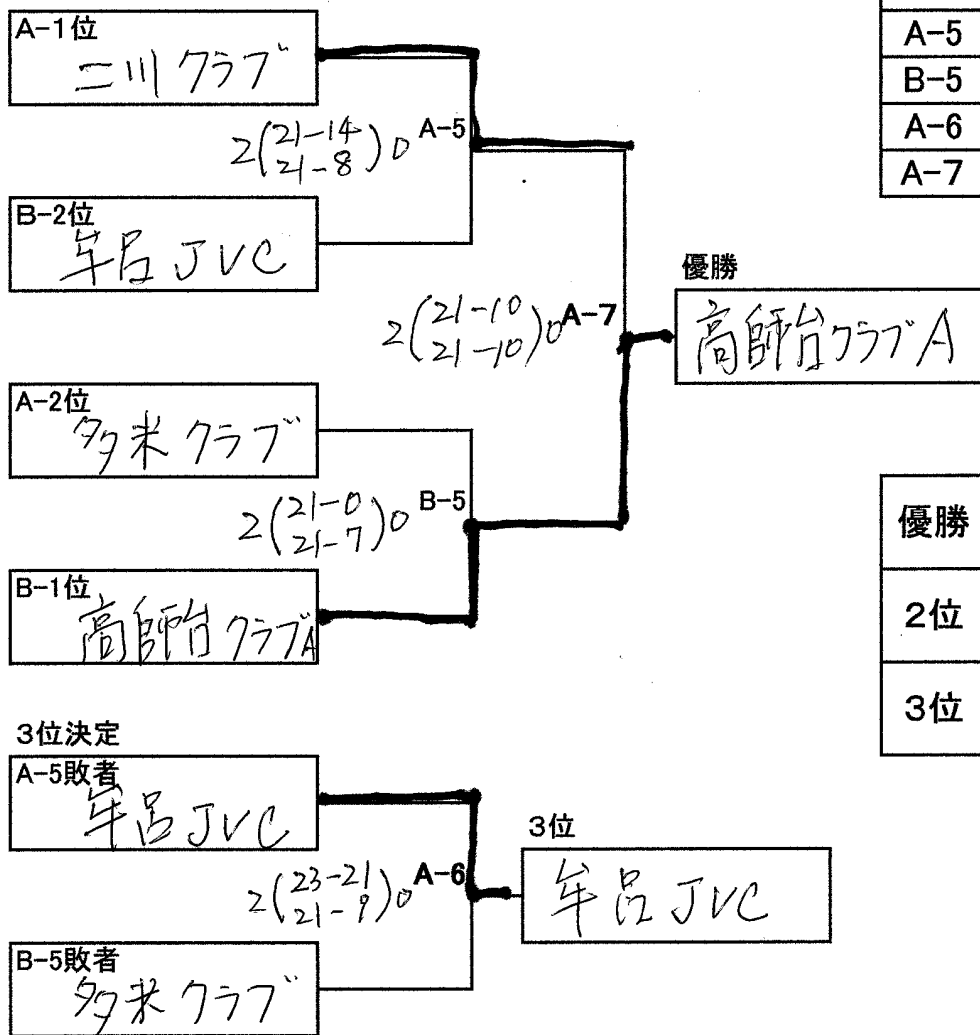 A-1位
二川クラブ
2(21-14 21-8)0 A-5
B-2位
牟呂JVC
A-2位
多米クラブ
2(21-0 21-7)0 B-5
B-1位
高師台クラブA
2(21-10 21-10)0 A-7
優勝
高師台クラブA
3位決定
A-5敗者
牟呂JVC
2(23-21 21-9)0 A-6
B-5敗者
多米クラブ
3位
牟呂JVC
A-5
B-5
A-6
A-7
優勝
2位
3位